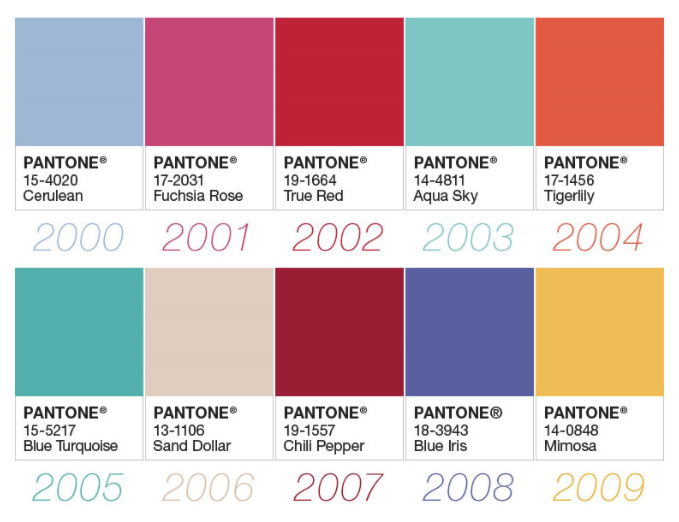 PANTONE® PANTONE® PANTONE® PANTONE® PANTONE®
15-4020 17-2031 19-1664 14-4811 17-1456
Cerulean Fuchsia Rose True Red Aqua Sky Tigerlily
2000 2001 2002 2003 2004
PANTONE® PANTONE® PANTONE® PANTONE® PANTONE®
15-5217 13-1106 19-1557 18-3943 14-0848
Blue Turquoise Sand Dollar Chili Pepper Blue Iris Mimosa
2005 2006 2007 2008 2009